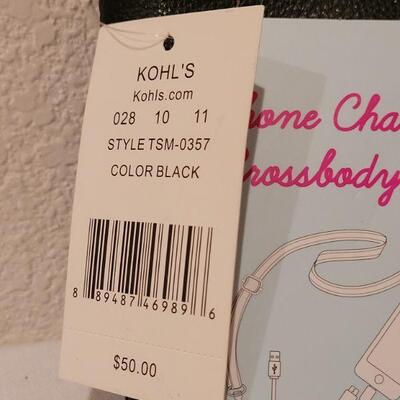 KOHL'S
Kohls.com
028 10 11
STYLE TSM-0357
COLOR BLACK
8 89487 46989 6
$50.00
hone Cha
rossbody